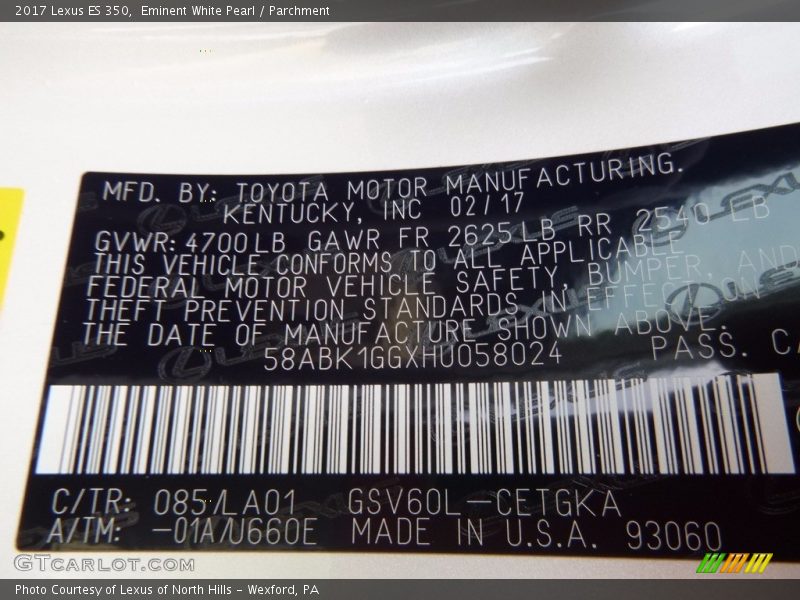 2017 Lexus ES 350, Eminent White Pearl / Parchment
MFD. BY: TOYOTA MOTOR MANUFACTURING.
KENTUCKY, INC 02/17
GVWR: 4700LB GAWR FR 2625LB RR 2540 LB
THIS VEHICLE CONFORMS TO ALL APPLICABLE
FEDERAL MOTOR VEHICLE SAFETY, BUMPER, AND
THEFT PREVENTION STANDARDS IN EFFECT ON
THE DATE OF MANUFACTURE SHOWN ABOVE.
58ABK1GGXHU058024 PASS.
C/TR: 085/LA01 GSV60L-CETGKA
A/TM: -01A/U660E MADE IN U.S.A. 93060
GTCARLOT.COM
Photo Courtesy of Lexus of North Hills - Wexford, PA